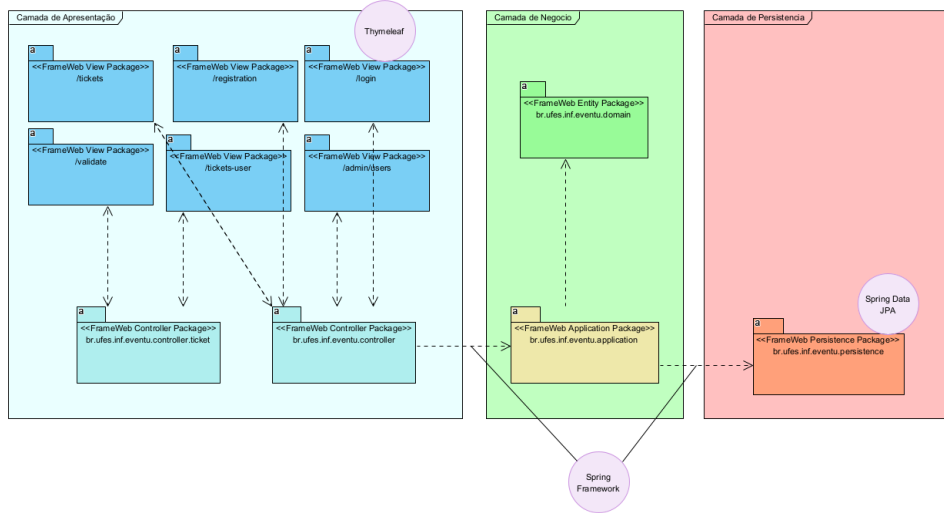 Camada de Apresentação
Thymeleaf
Camada de Negocio
Camada de Persistencia
a
<<FrameWeb View Package>>
/tickets
a
<<FrameWeb View Package>>
/registration
a
<<FrameWeb View Package>>
/login
a
<<FrameWeb Entity Package>>
br.ufes.inf.eventu.domain
a
<<FrameWeb View Package>>
/validate
a
<<FrameWeb View Package>>
/tickets-user
a
<<FrameWeb View Package>>
/admin/users
Spring Data
JPA
a
<<FrameWeb Controller Package>>
br.ufes.inf.eventu.controller.ticket
a
<<FrameWeb Controller Package>>
br.ufes.inf.eventu.controller
a
<<FrameWeb Application Package>>
br.ufes.inf.eventu.application
a
<<FrameWeb Persistence Package>>
br.ufes.inf.eventu.persistence
Spring
Framework